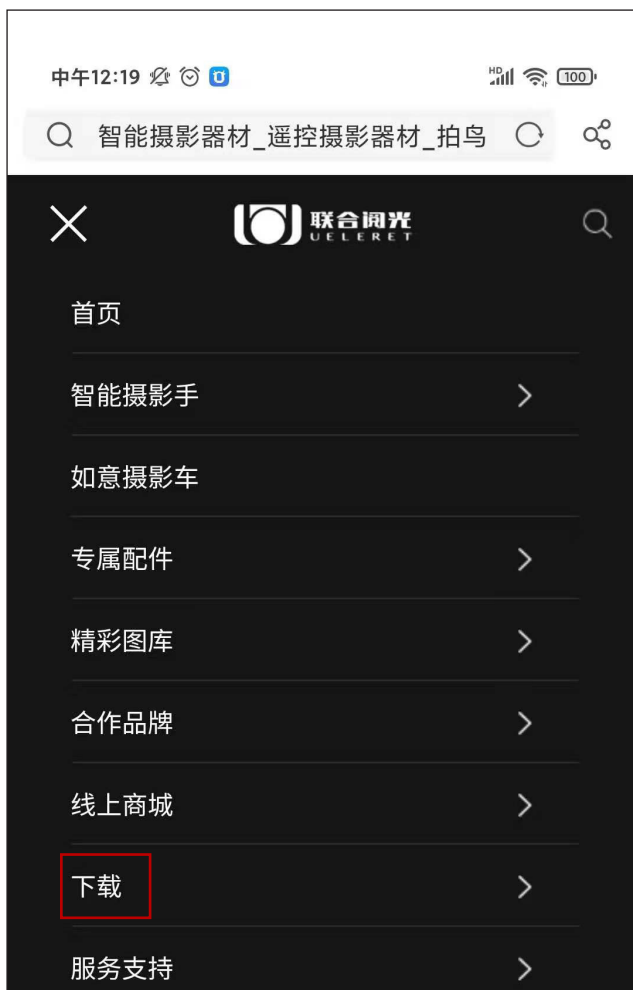 中午12:19 HD 100
智能摄影器材_遥控摄影器材_拍鸟
联合阅光
UELERET
首页
智能摄影手
如意摄影车
专属配件
精彩图库
合作品牌
线上商城
下载
服务支持